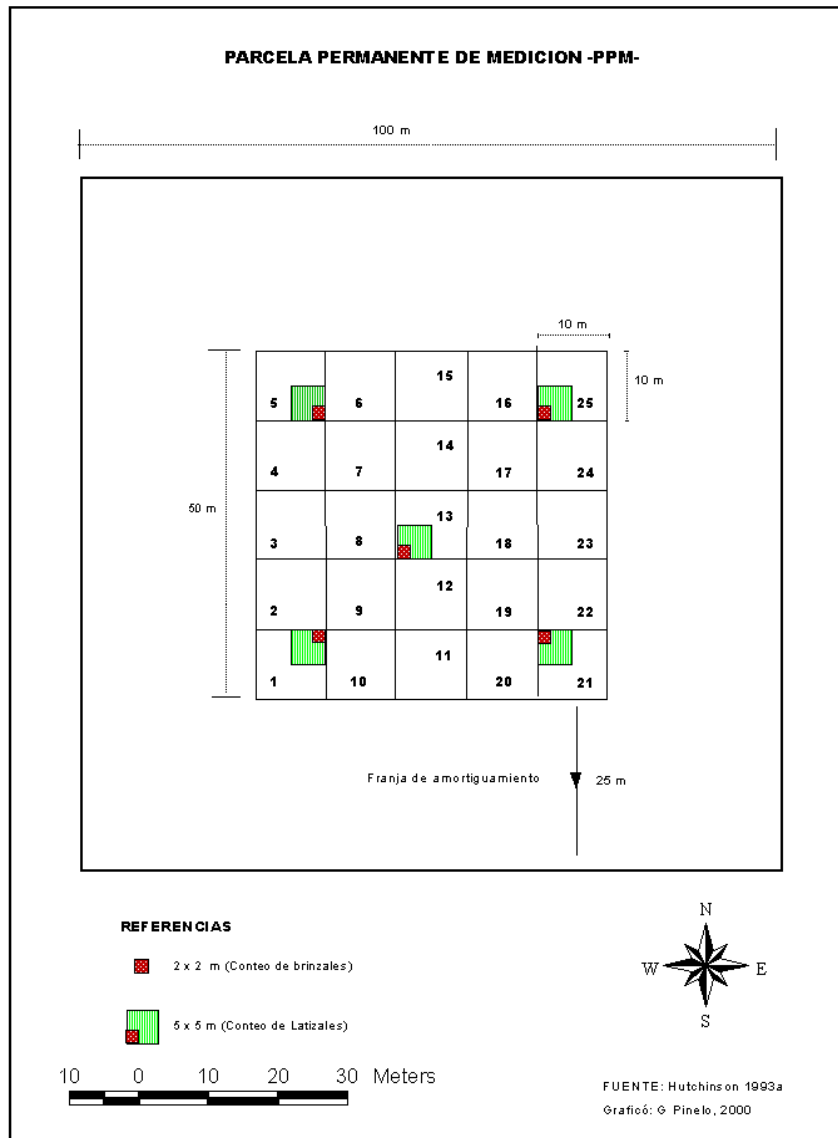 PARCELA PERMANENTE DE MEDICION -PPM-
100 m
10 m
10 m
50 m
5 6 15 16 25
4 7 14 17 24
3 8 13 18 23
2 9 12 19 22
1 10 11 20 21
Franja de amortiguamiento 25 m
REFERENCIAS
2 x 2 m (Conteo de brinzales)
5 x 5 m (Conteo de Latizales)
N
W E
S
10 0 10 20 30 Meters
FUENTE: Hutchinson 1993a
Graficó: G Pinelo, 2000